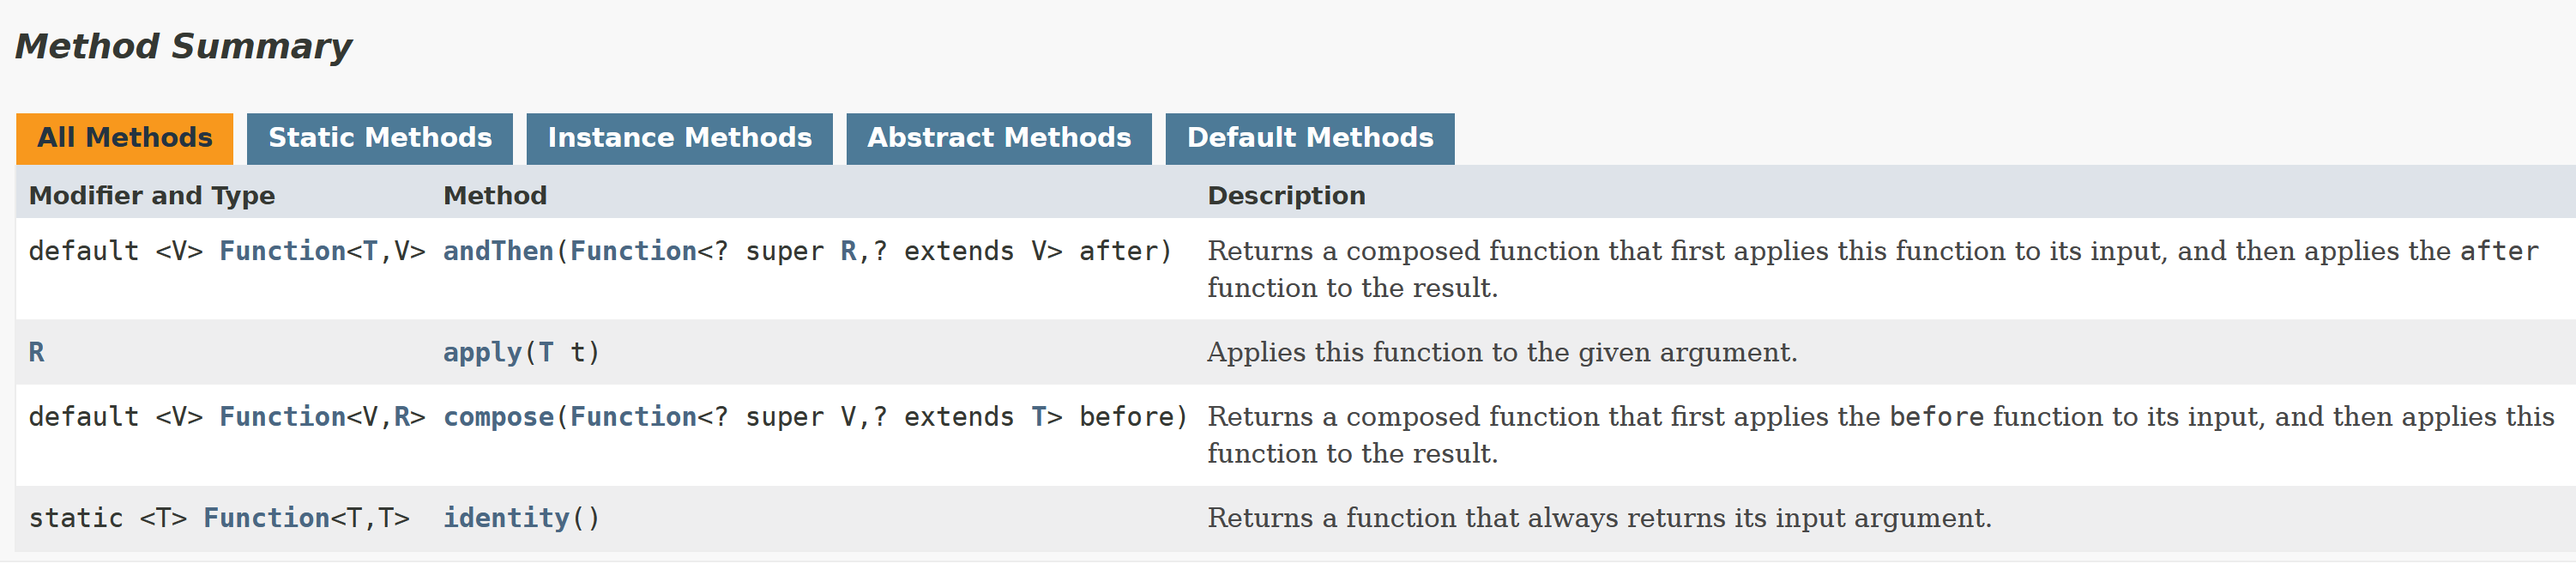 Method Summary
All Methods Static Methods Instance Methods Abstract Methods Default Methods
Modifier and Type Method Description
default <V> Function<T,V> andThen(Function<? super R,? extends V> after) Returns a composed function that first applies this function to its input, and then applies the after
function to the result.
R apply(T t) Applies this function to the given argument.
default <V> Function<V,R> compose(Function<? super V,? extends T> before) Returns a composed function that first applies the before function to its input, and then applies this
function to the result.
static <T> Function<T,T> identity() Returns a function that always returns its input argument.